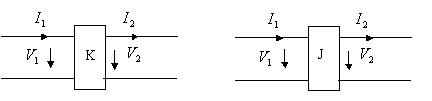 I₁ I₂ I₁ I₂
V₁ K V₂ V₁ J V₂